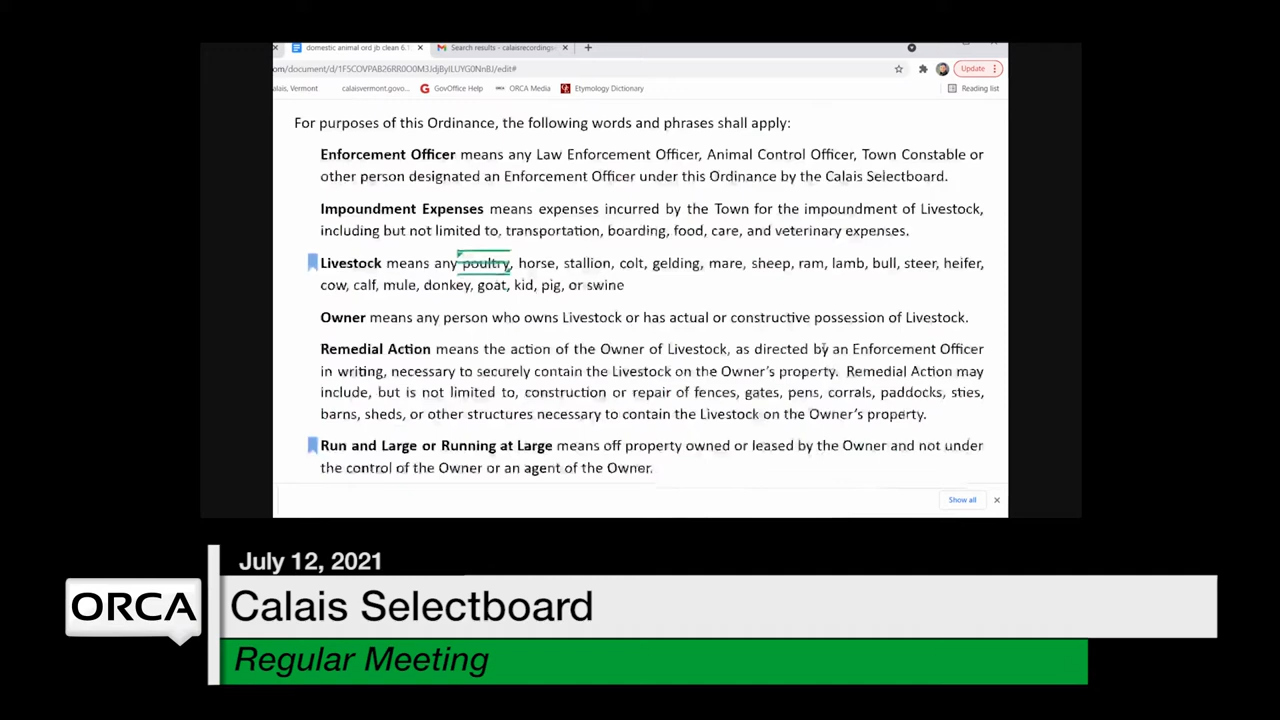 domestic animal ord jb clean 6.1
Search results - calaisrecordings
Update
alais, Vermont
calaisvermont.govo...
GovOffice Help
ORCA Media
Etymology Dictionary
Reading list
For purposes of this Ordinance, the following words and phrases shall apply:
Enforcement Officer means any Law Enforcement Officer, Animal Control Officer, Town Constable or
other person designated an Enforcement Officer under this Ordinance by the Calais Selectboard.
Impoundment Expenses means expenses incurred by the Town for the impoundment of Livestock,
including but not limited to, transportation, boarding, food, care, and veterinary expenses.
Livestock means any poultry, horse, stallion, colt, gelding, mare, sheep, ram, lamb, bull, steer, heifer,
cow, calf, mule, donkey, goat, kid, pig, or swine
Owner means any person who owns Livestock or has actual or constructive possession of Livestock.
Remedial Action means the action of the Owner of Livestock, as directed by an Enforcement Officer
in writing, necessary to securely contain the Livestock on the Owner's property. Remedial Action may
include, but is not limited to, construction or repair of fences, gates, pens, corrals, paddocks, sties,
barns, sheds, or other structures necessary to contain the Livestock on the Owner's property.
Run and Large or Running at Large means off property owned or leased by the Owner and not under
the control of the Owner or an agent of the Owner.
Show all
July 12, 2021
ORCA
Calais Selectboard
Regular Meeting